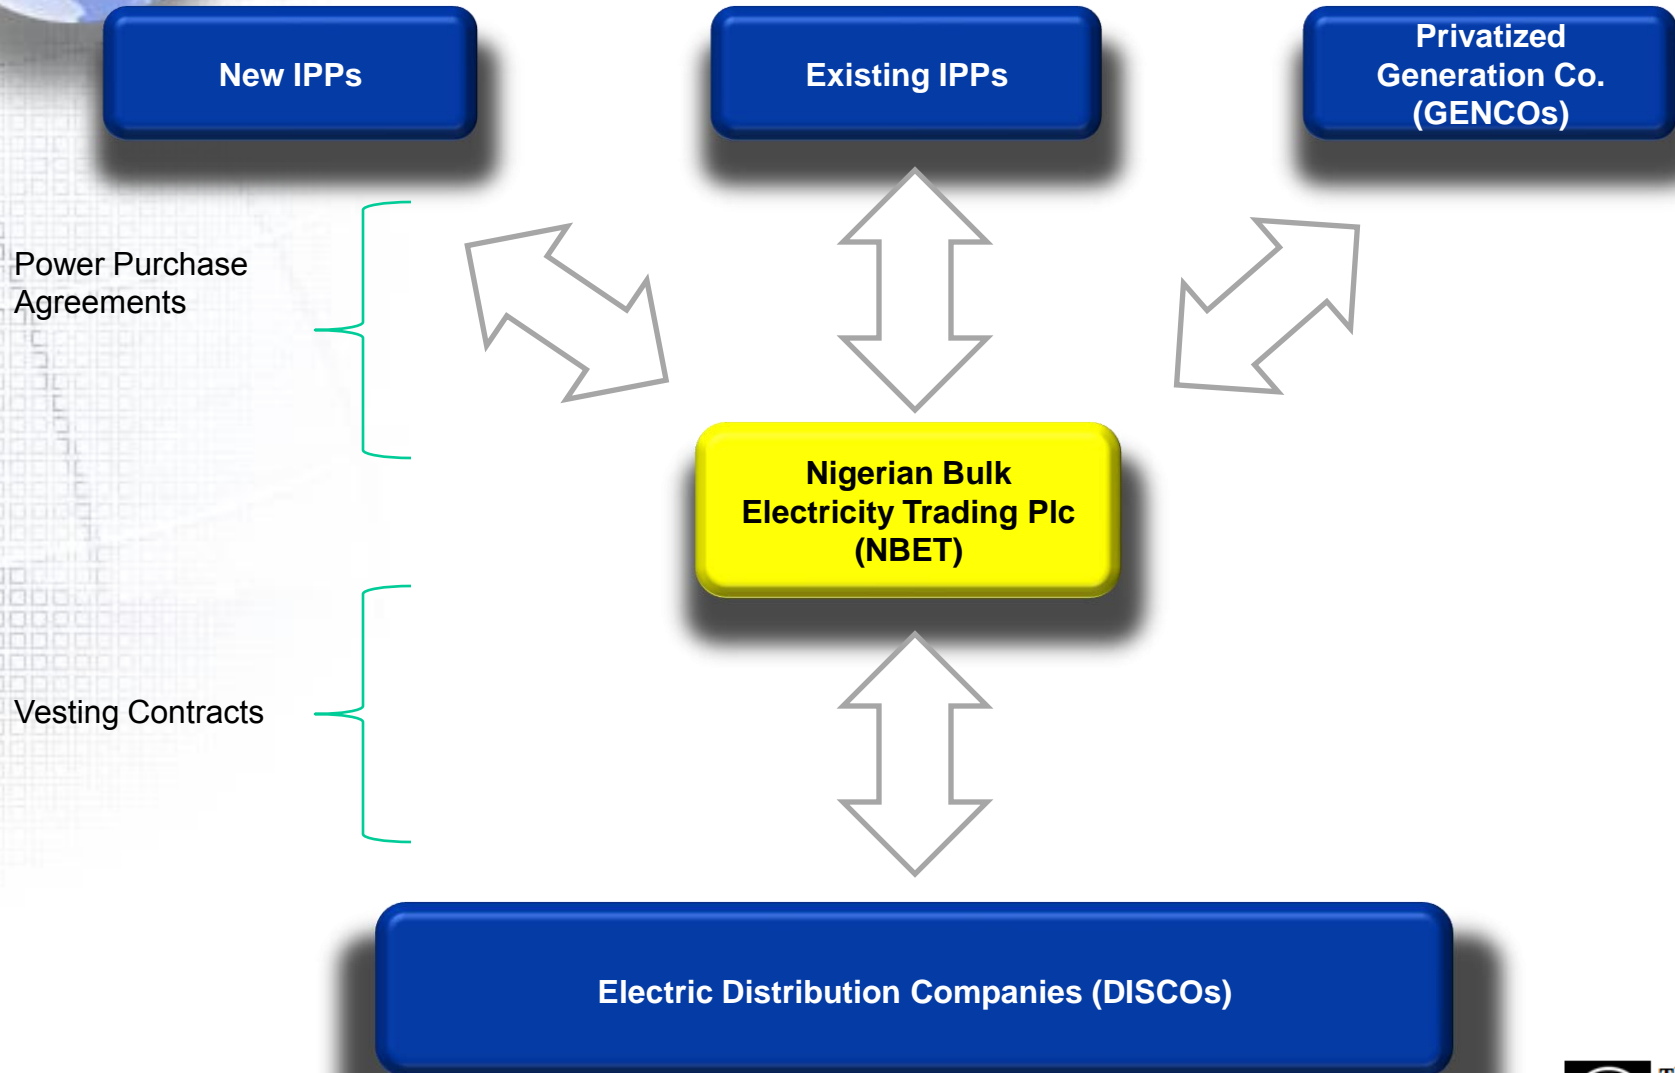 New IPPs
Existing IPPs
Privatized
Generation Co.
(GENCOs)
Power Purchase
Agreements
Nigerian Bulk
Electricity Trading Plc
(NBET)
Vesting Contracts
Electric Distribution Companies (DISCOs)